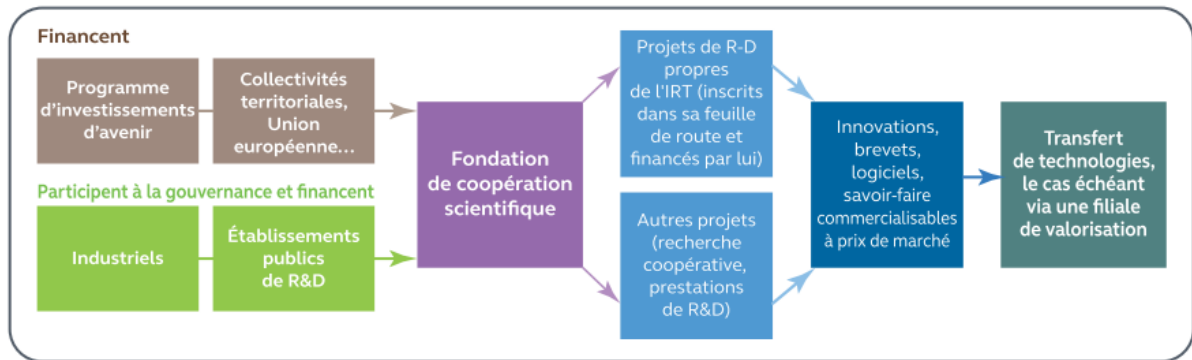 Financent
Programme
d'investissements
d'avenir
Collectivités
territoriales,
Union
européenne...
Participent à la gouvernance et financent
Industriels
Établissements
publics
de R&D
Fondation
de coopération
scientifique
Projets de R-D
propres
de l'IRT (inscrits
dans sa feuille
de route et
financés par lui)
Autres projets
(recherche
coopérative,
prestations
de R&D)
Innovations,
brevets,
logiciels,
savoir-faire
commercialisables
à prix de marché
Transfert
de technologies,
le cas échéant
via une filiale
de valorisation